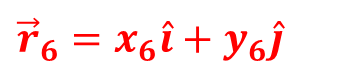 r⃗₆ = x₆î + y₆ĵ